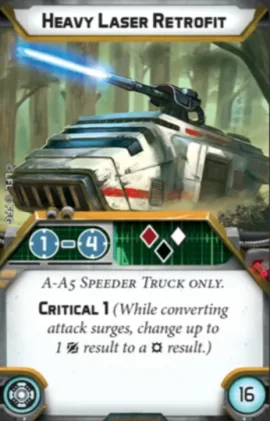 HEAVY LASER RETROFIT
1-4
A-A5 SPEEDER TRUCK ONLY.
CRITICAL 1 (While converting
attack surges, change up to
1 result to a result.)
16